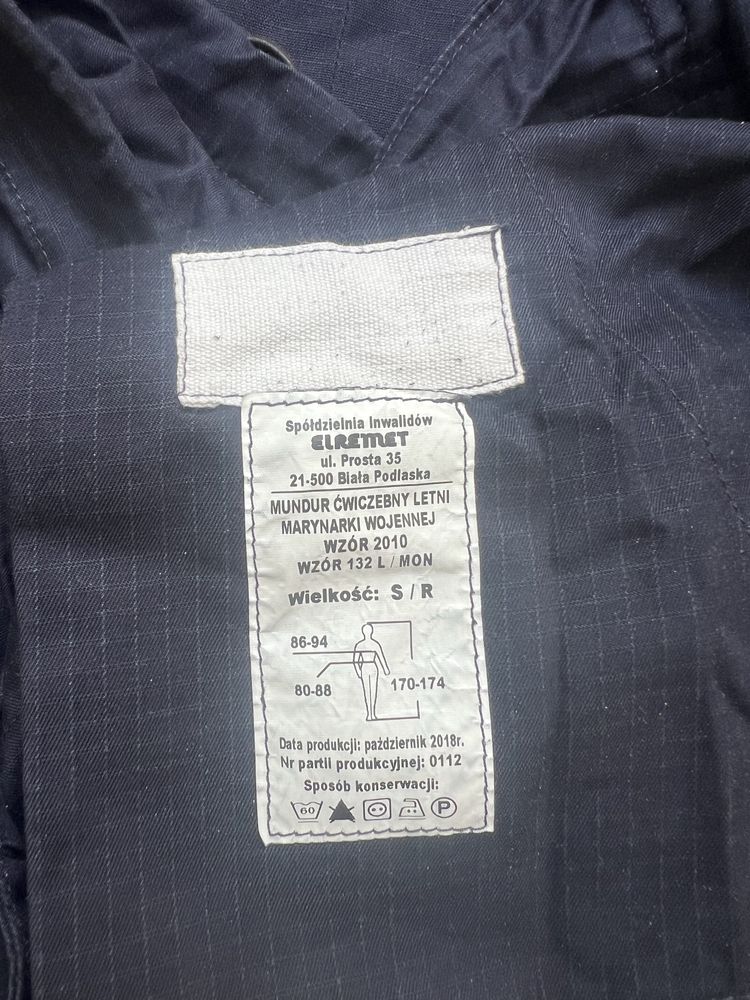 Spółdzielnia Inwalidów
ELREMET
ul. Prosta 35
21-500 Biała Podlaska
MUNDUR ĆWICZEBNY LETNI
MARYNARKI WOJENNEJ
WZÓR 2010
WZÓR 132 L / MON
Wielkość: S / R
86-94
80-88
170-174
Data produkcji: październik 2018r.
Nr partii produkcyjnej: 0112
Sposób konserwacji:
60 P